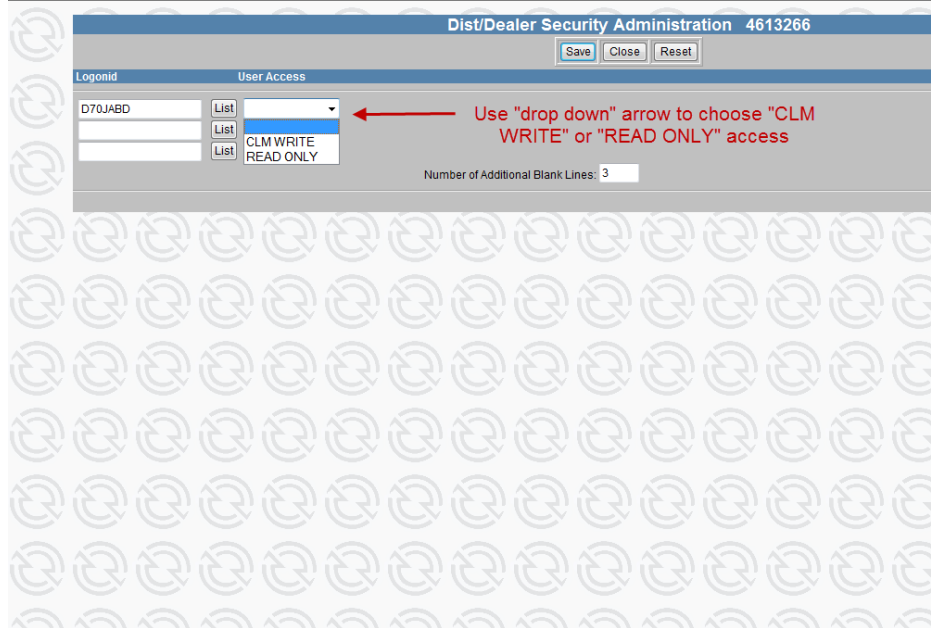 Dist/Dealer Security Administration 4613266
Save Close Reset
Logonid User Access
D70JABD List
List
List
CLM WRITE
READ ONLY
Use "drop down" arrow to choose "CLM
WRITE" or "READ ONLY" access
Number of Additional Blank Lines: 3